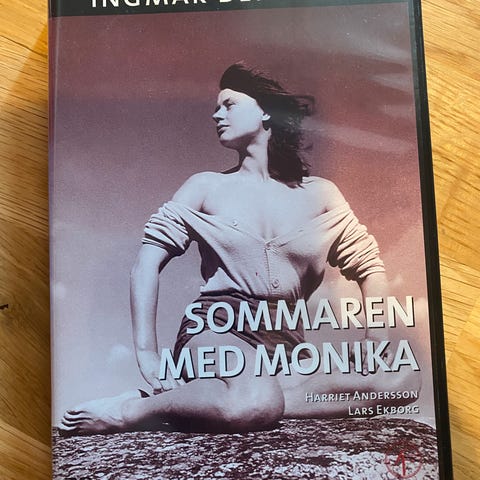 INGMAR
SOMMAREN
MED MONIKA
HARRIET ANDERSSON
LARS EKBORG